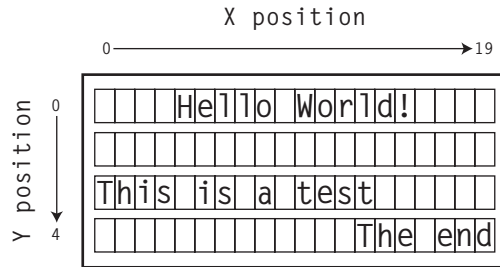 X position
0 19
Y position
0
4
Hello World!
This is a test
The end